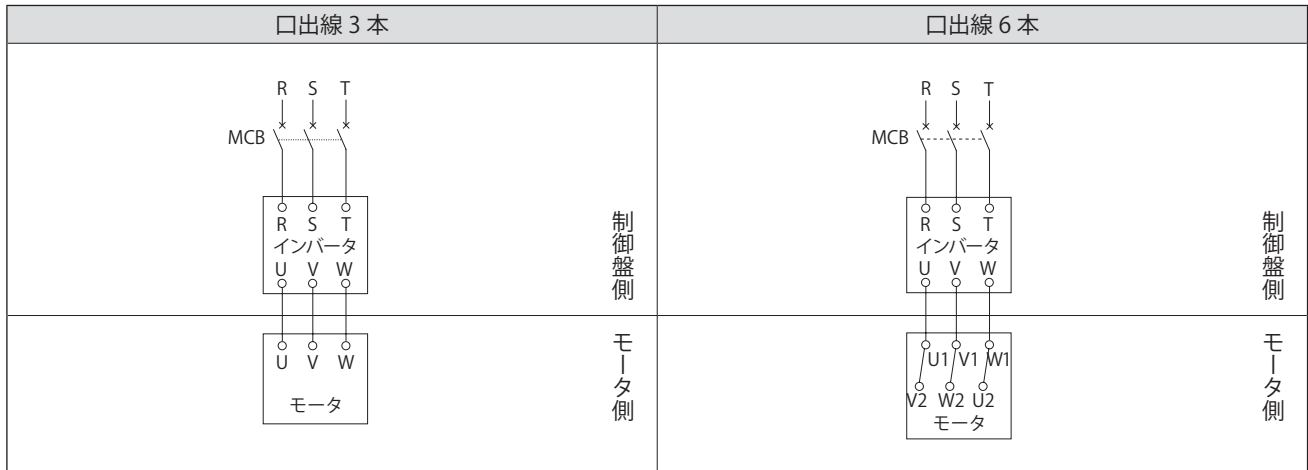 口出線 3 本
口出線 6 本
R S T
MCB
R S T
インバータ
U V W
制御盤側
U V W
モータ
モータ側
R S T
MCB
R S T
インバータ
U V W
制御盤側
U1 V1 W1
V2 W2 U2
モータ
モータ側